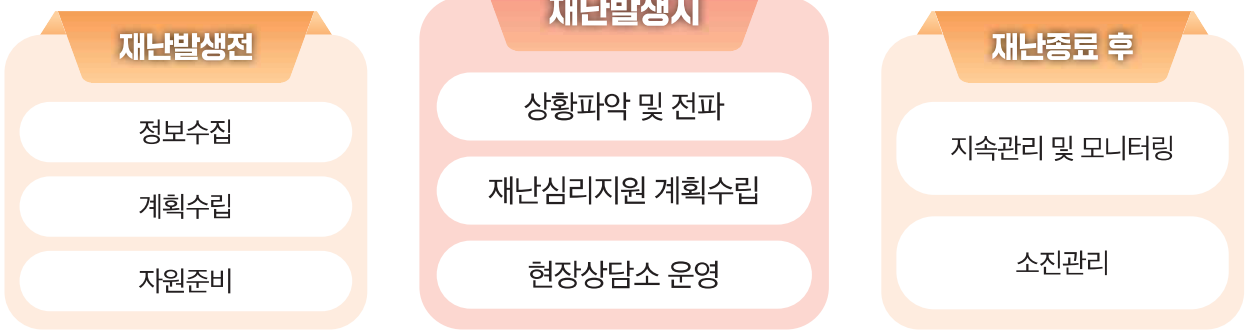 재난발생전
정보수집
계획수립
자원준비
재난발생시
상황파악 및 전파
재난심리지원 계획수립
현장상담소 운영
재난종료 후
지속관리 및 모니터링
소진관리